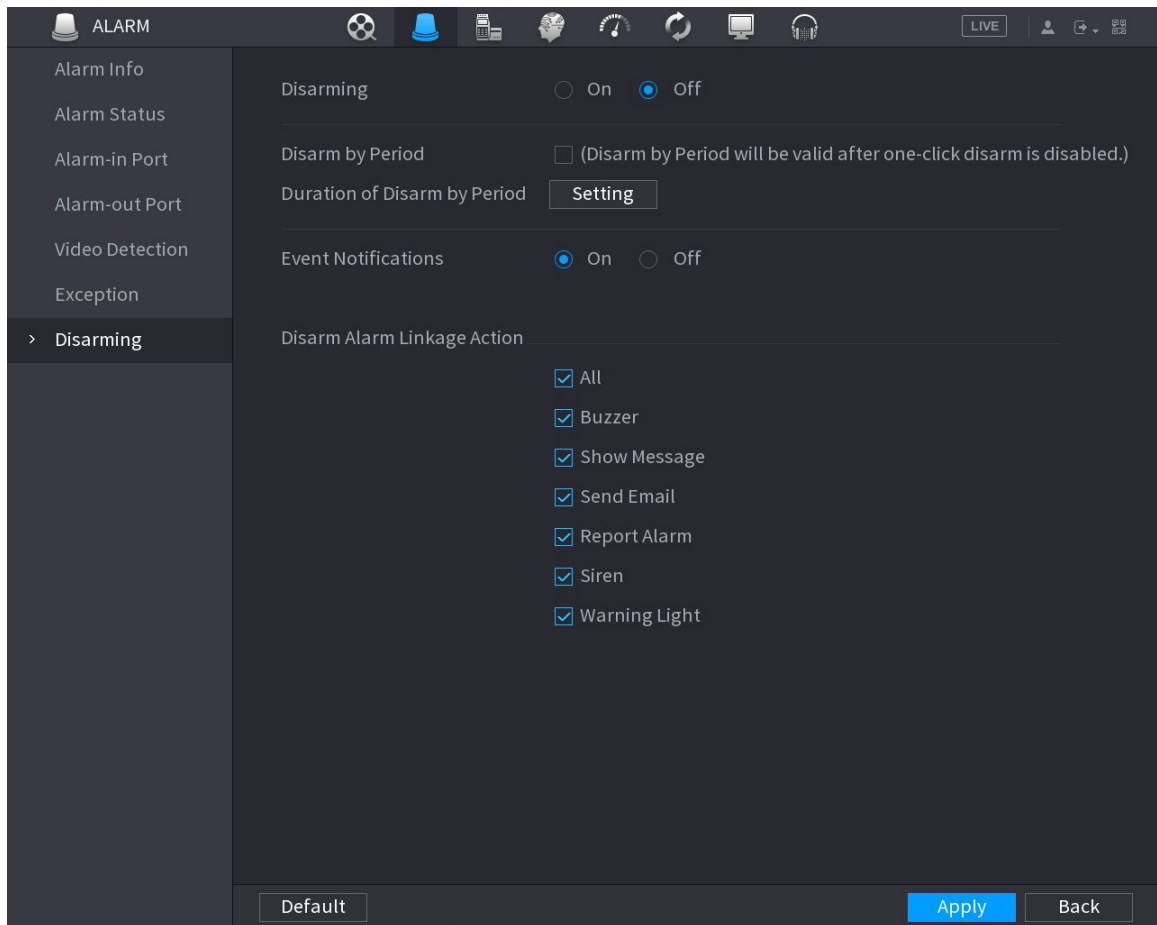 ALARM
LIVE
Alarm Info
Alarm Status
Alarm-in Port
Alarm-out Port
Video Detection
Exception
> Disarming
Disarming On Off
Disarm by Period (Disarm by Period will be valid after one-click disarm is disabled.)
Duration of Disarm by Period Setting
Event Notifications On Off
Disarm Alarm Linkage Action
All
Buzzer
Show Message
Send Email
Report Alarm
Siren
Warning Light
Default Apply Back